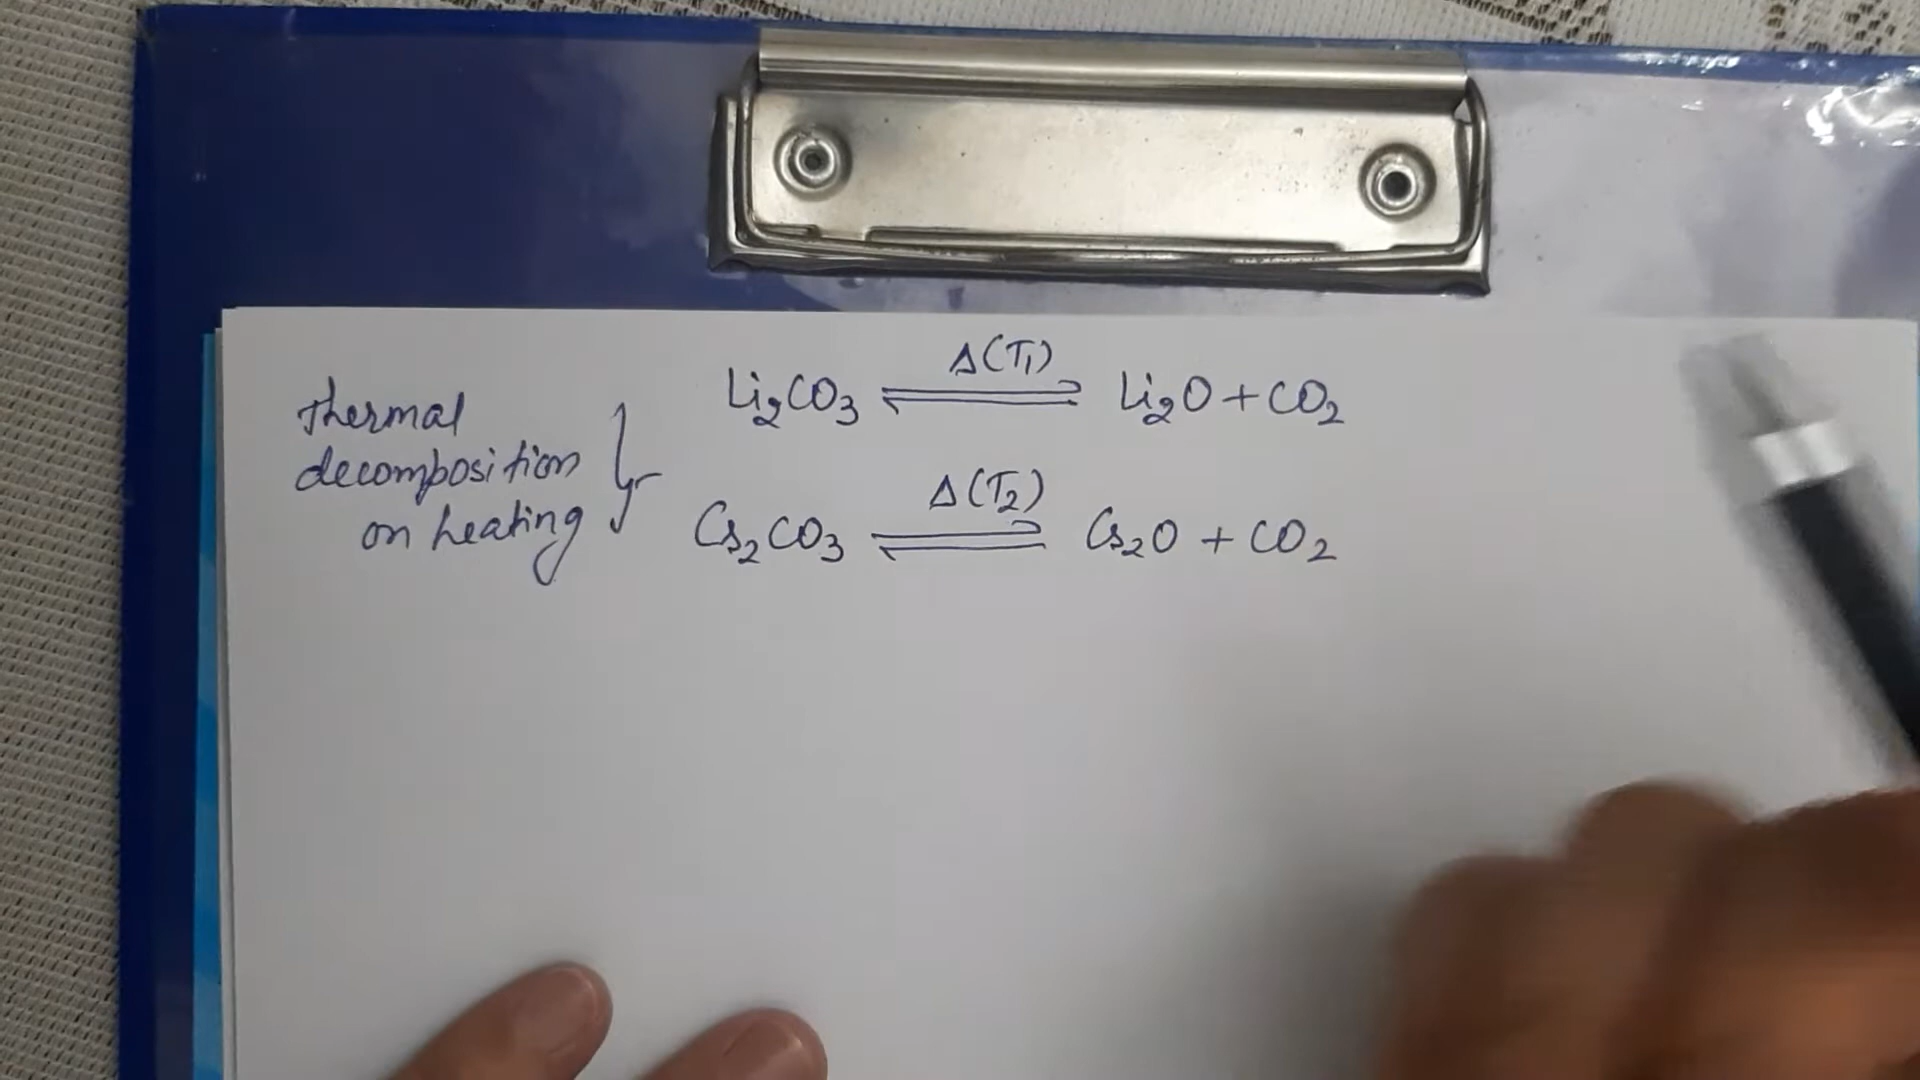 thermal
decomposition
on heating
Δ(T₁)
Li₂CO₃ ⇌ Li₂O + CO₂
Δ(T₂)
Cs₂CO₃ ⇌ Cs₂O + CO₂